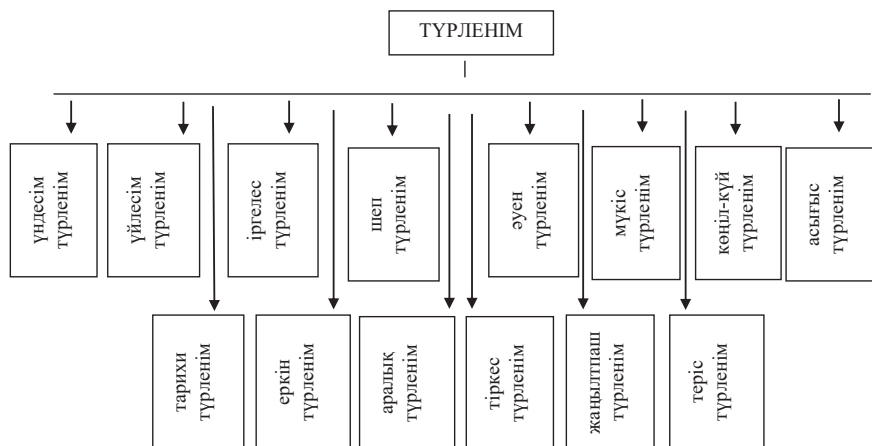 ТҮРЛЕНІМ
үндесім
түрленім
үйлесім
түрленім
іргелес
түрленім
шеп
түрленім
әуен
түрленім
мүкіс
түрленім
көңіл-күй
түрленім
асығыс
түрленім
тарихи
түрленім
еркін
түрленім
аралық
түрленім
тіркес
түрленім
жаңылтпаш
түрленім
теріс
түрленім